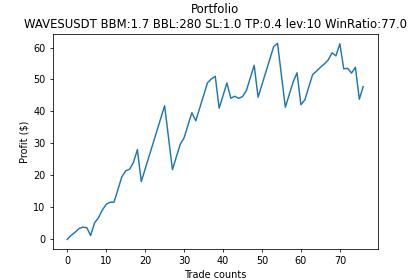 Portfolio
WAVESUSDT BBM:1.7 BBL:280 SL:1.0 TP:0.4 lev:10 WinRatio:77.0
Profit ($)
60
50
40
30
20
10
0
0 10 20 30 40 50 60 70
Trade counts